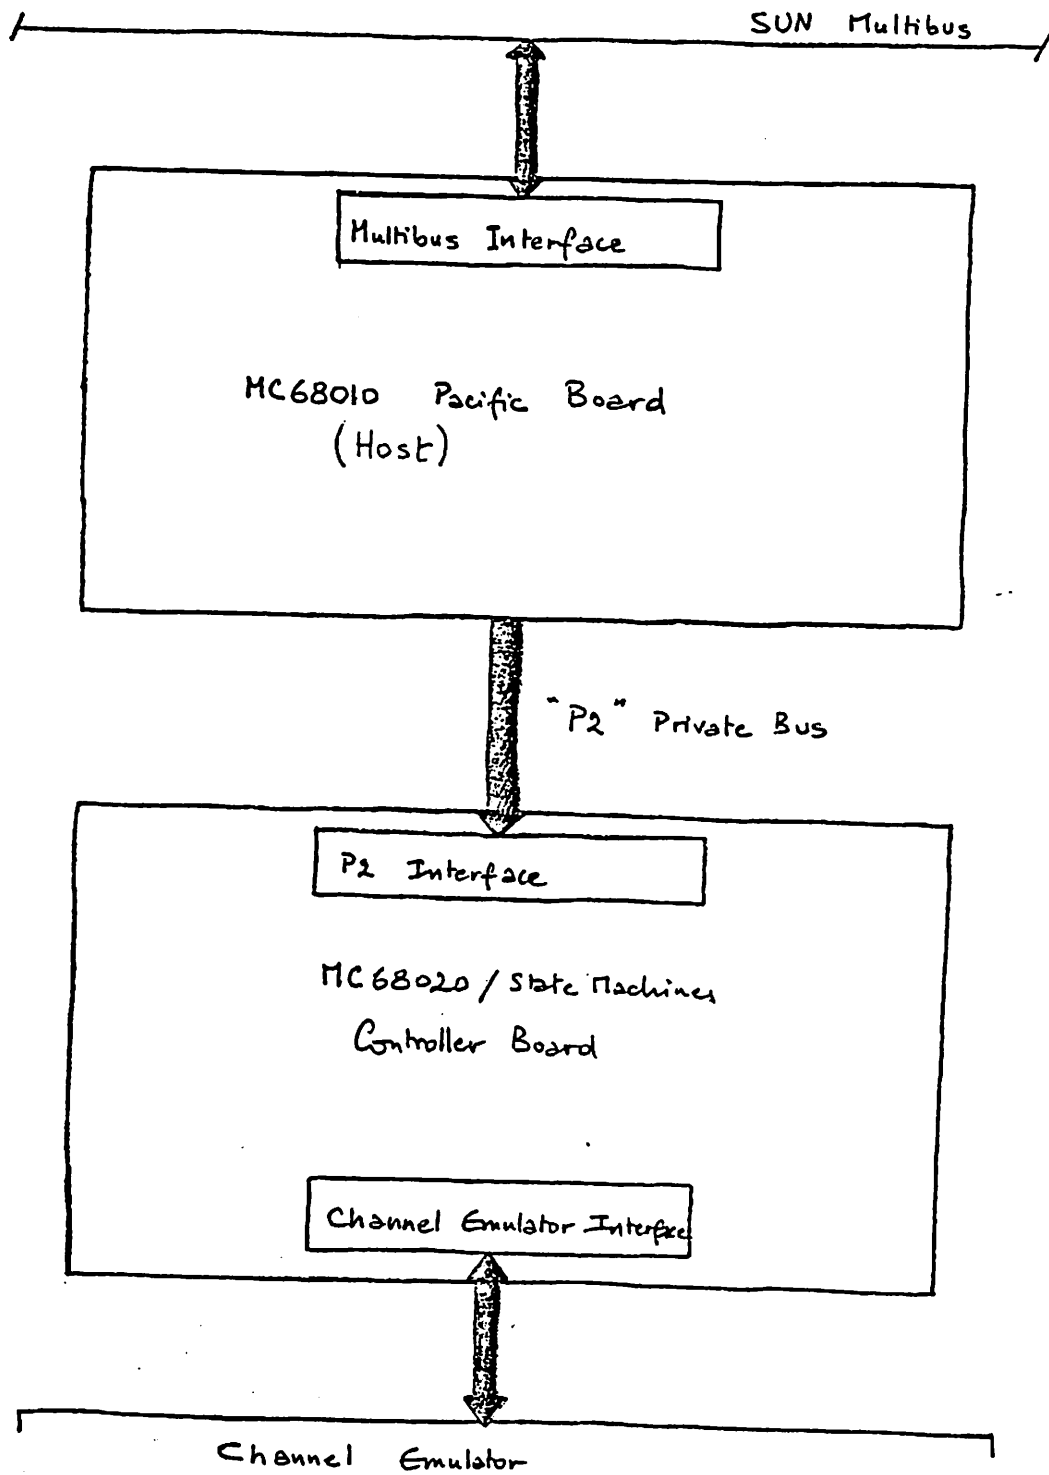 SUN Multibus
Multibus Interface
MC68010 Pacific Board
(Host)
"P2" Private Bus
P2 Interface
MC68020 / State Machines
Controller Board
Channel Emulator Interface
Channel Emulator